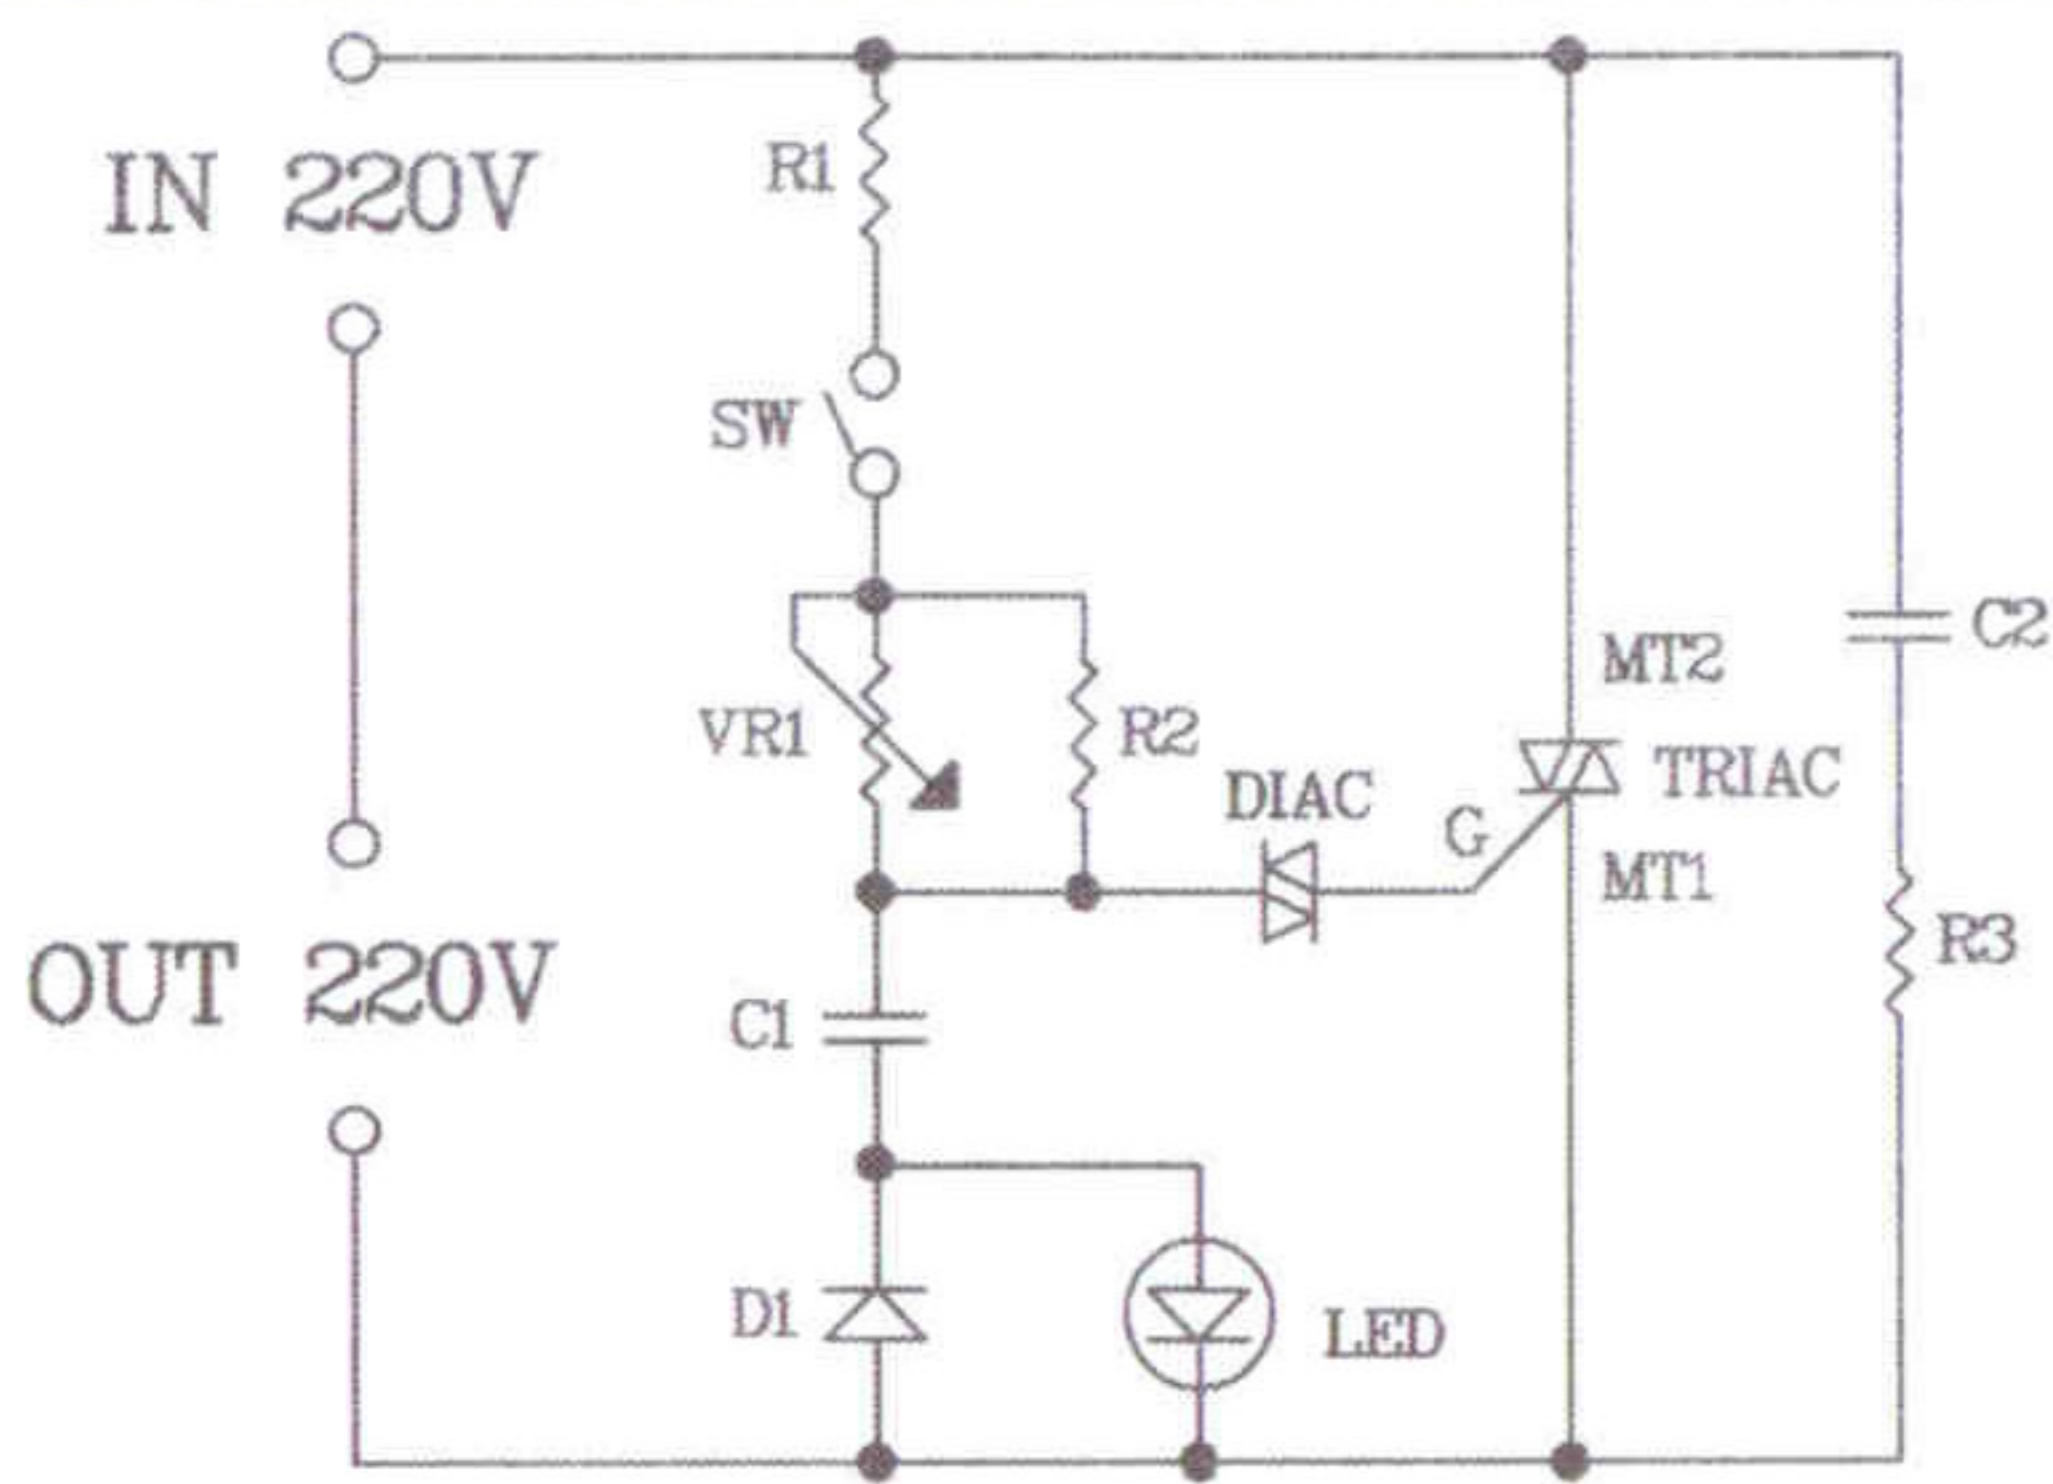 IN 220V
R1
SW
VR1
R2
DIAC
G
MT2
TRIAC
MT1
C2
R3
OUT 220V
C1
D1
LED